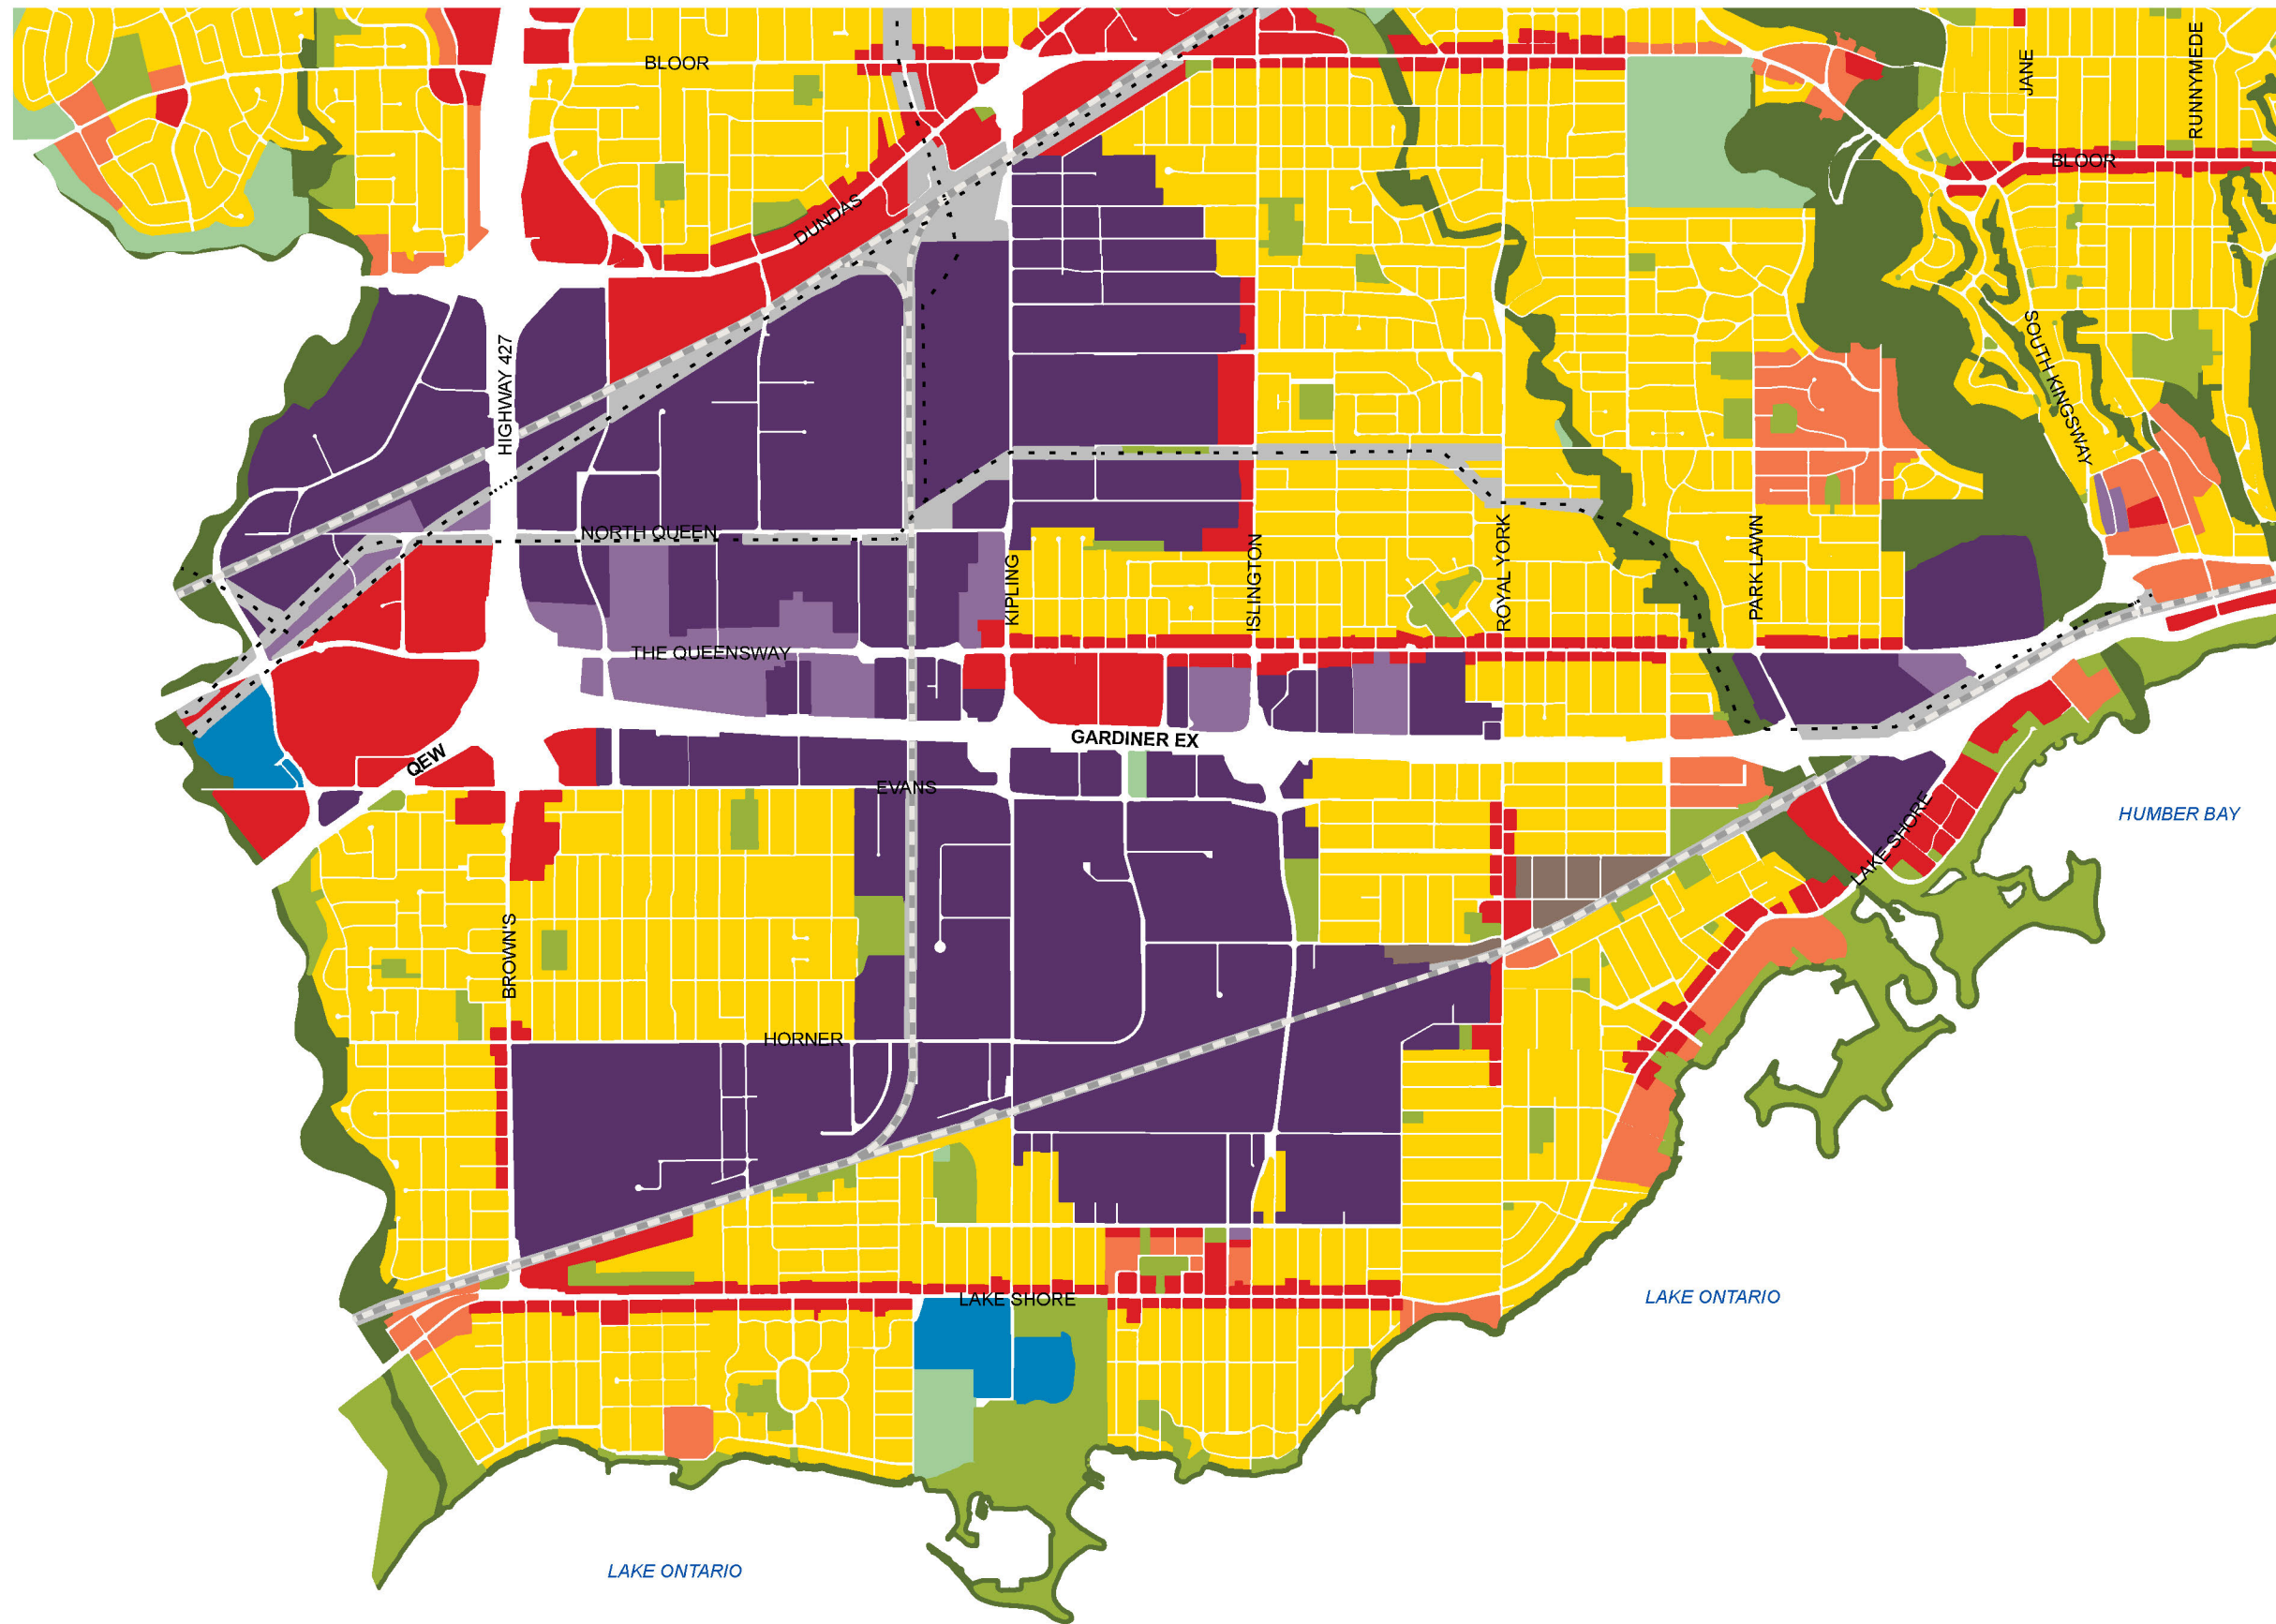 BLOOR
JANE
RUNNYMEDE
BLOOR
DUNDAS
HIGHWAY 427
SOUTH KINGSWAY
NORTH QUEEN
KIPLING
ISLINGTON
ROYAL YORK
PARK LAWN
THE QUEENSWAY
GARDINER EX
QEW
EVANS
HUMBER BAY
LAKE SHORE
BROWN'S
HORNER
LAKE SHORE
LAKE ONTARIO
LAKE ONTARIO